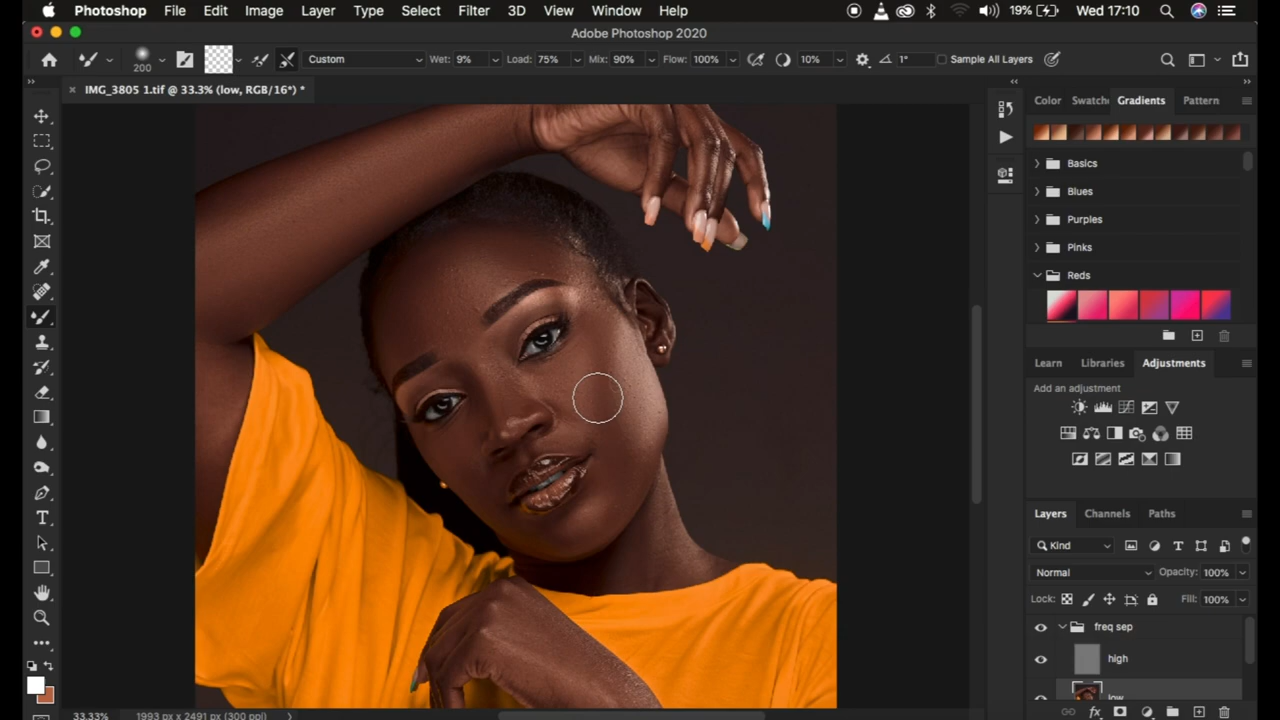 Photoshop File Edit Image Layer Type Select Filter 3D View Window Help 19% Wed 17:10
Adobe Photoshop 2020
200 Custom Wet: 9% Load: 75% Mix: 90% Flow: 100% 10% 1° Sample All Layers
IMG_3805 1.tif @ 33.3% (low, RGB/16*) *
Color Swatche Gradients Pattern
Basics
Blues
Purples
Pinks
Reds
Learn Libraries Adjustments
Add an adjustment
Layers Channels Paths
Kind
Normal Opacity: 100%
Lock: Fill: 100%
freq sep
high
low
33.33% 1993 px x 2491 px (300 ppi)